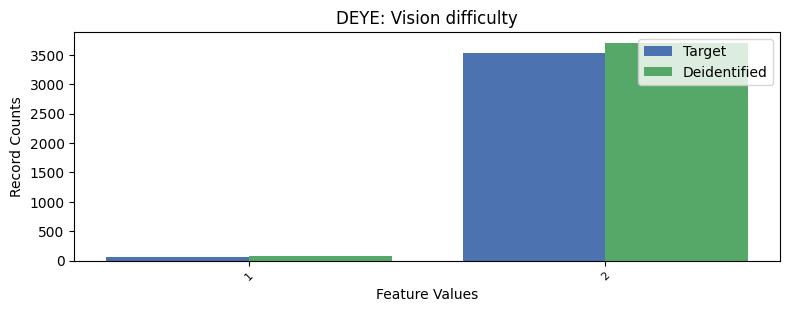 DEYE: Vision difficulty
Target
Deidentified
3500
3000
2500
2000
1500
1000
500
0
Record Counts
1
2
Feature Values